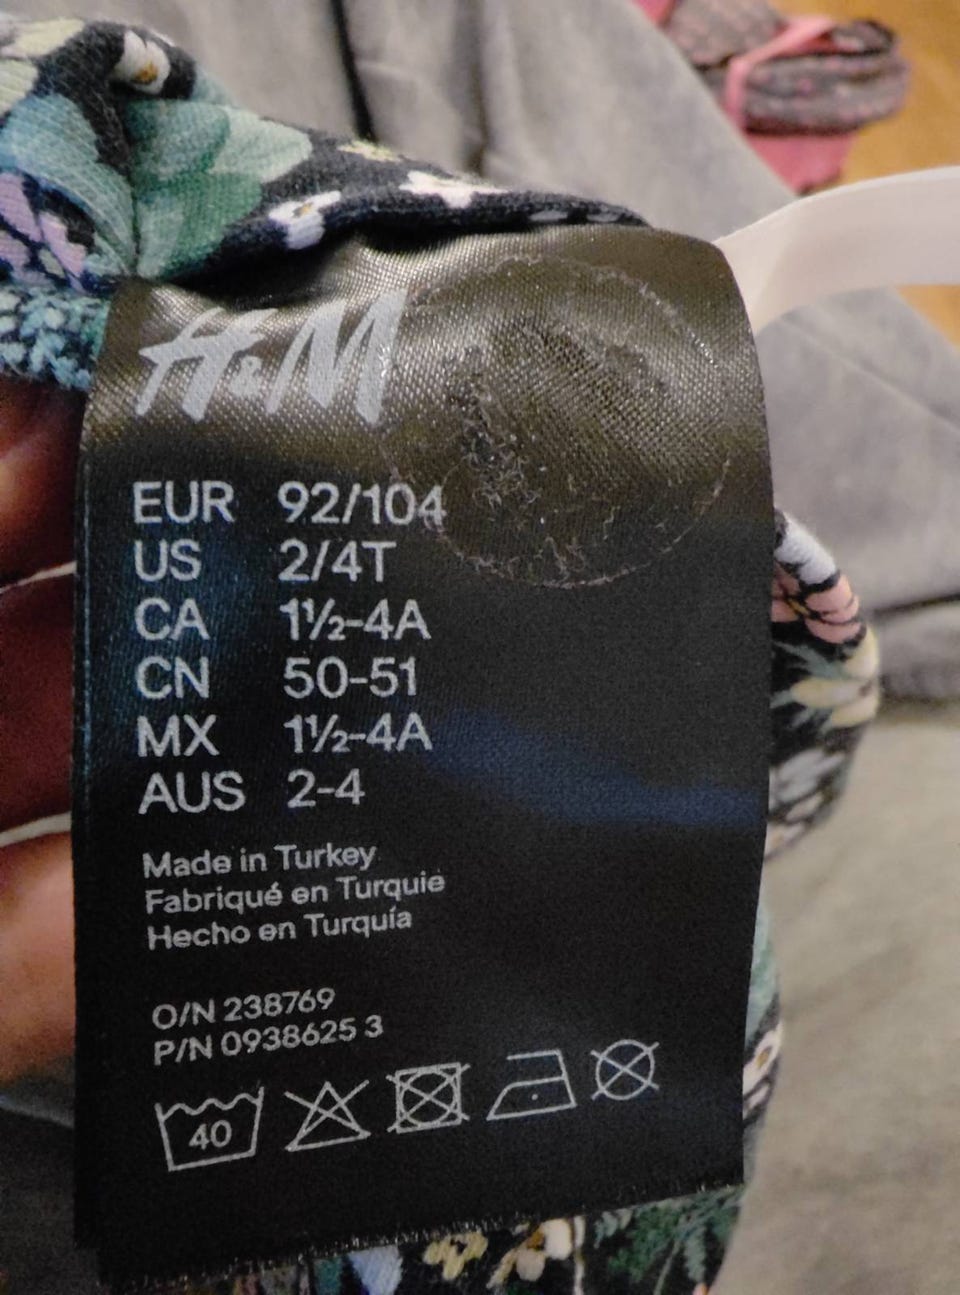 H&M
EUR 92/104
US 2/4T
CA 1½-4A
CN 50-51
MX 1½-4A
AUS 2-4
Made in Turkey
Fabriqué en Turquie
Hecho en Turquía
O/N 238769
P/N 0938625 3
40